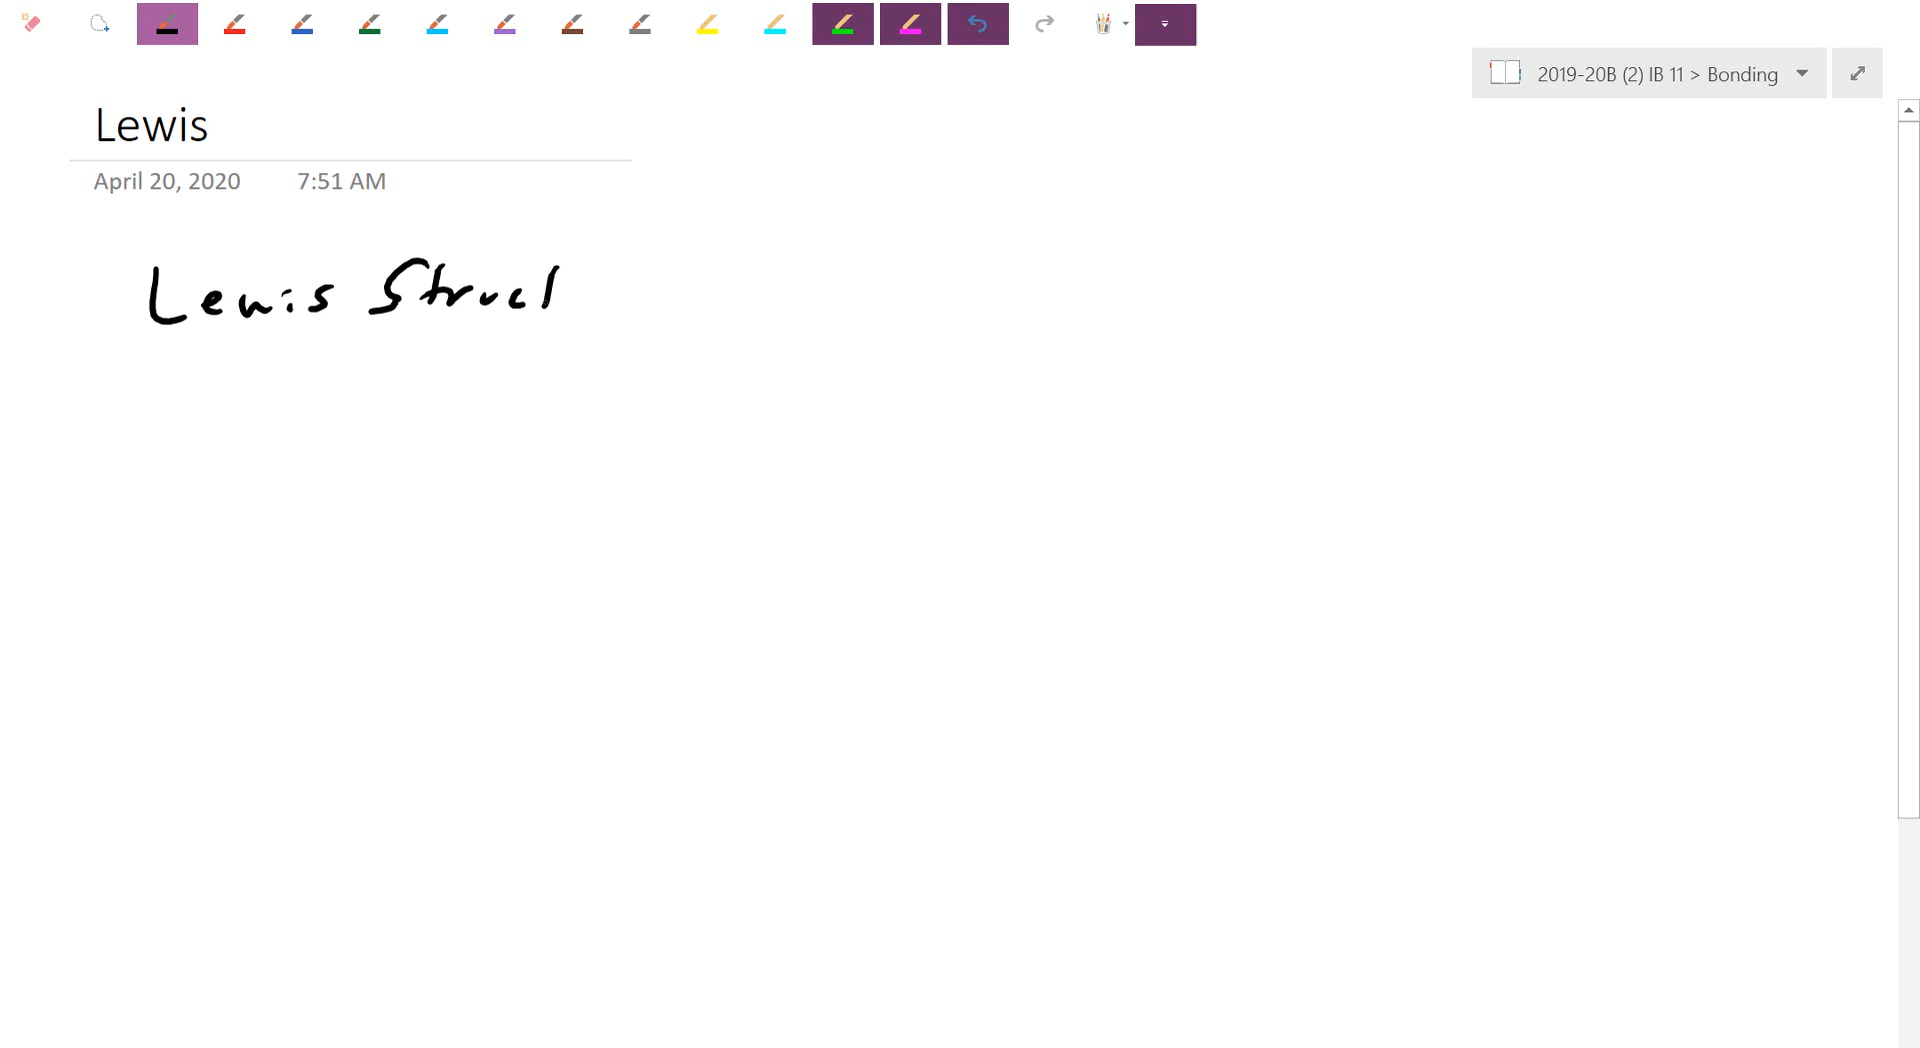 2019-20B (2) IB 11 > Bonding
Lewis
April 20, 2020 7:51 AM
Lewis Struct